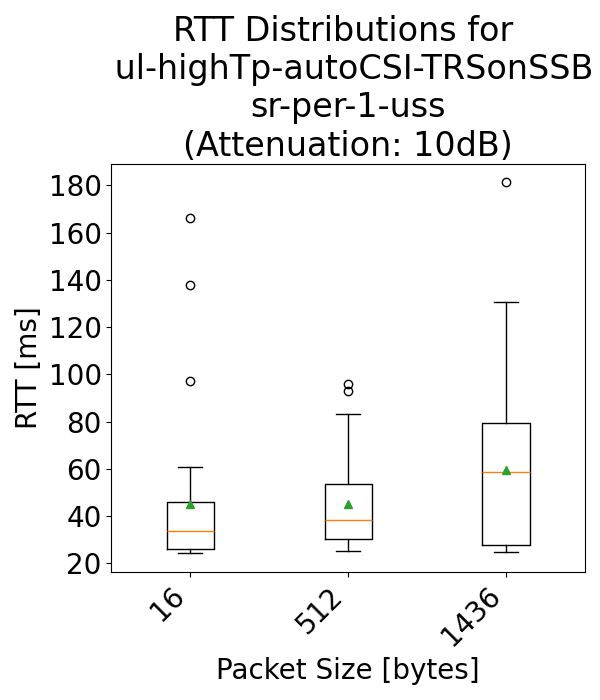 RTT Distributions for
ul-highTp-autoCSI-TRSonSSB
sr-per-1-uss
(Attenuation: 10dB)
180
160
140
120
100
80
60
40
20
RTT [ms]
16
512
1436
Packet Size [bytes]